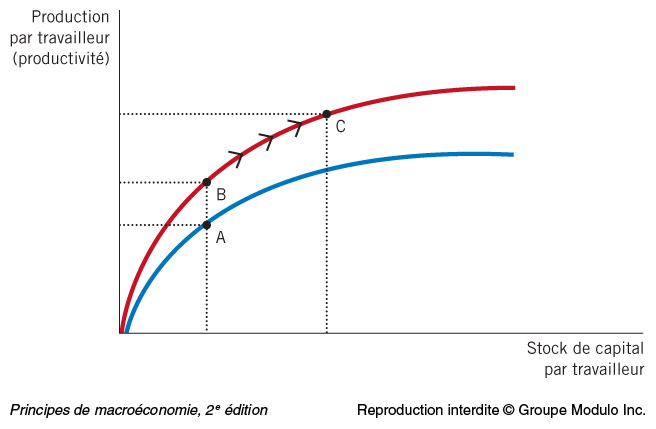 Production
par travailleur
(productivité)
C
B
A
Stock de capital
par travailleur
Principes de macroéconomie, 2e édition
Reproduction interdite © Groupe Modulo Inc.